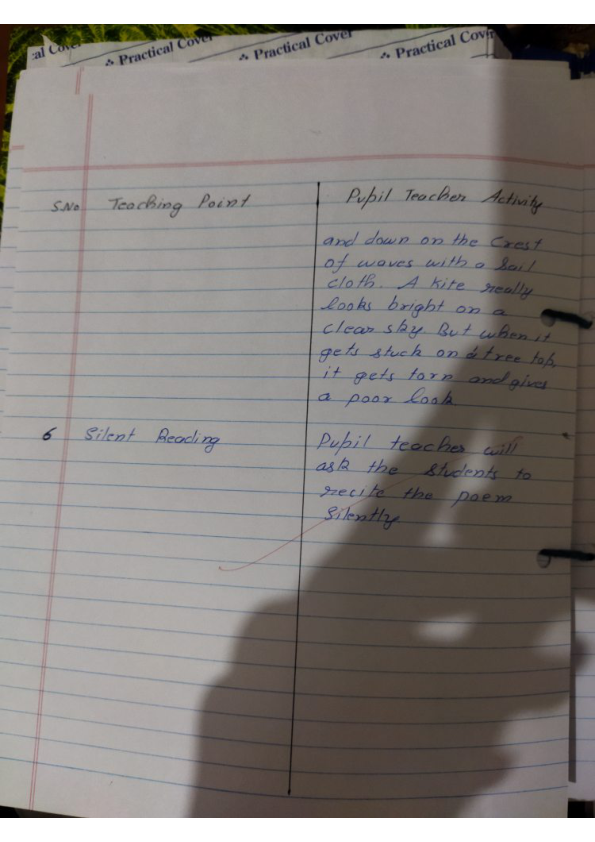 al Cover
❖ Practical Cover
❖ Practical Cover
❖ Practical Cover
S.No. Teaching Point Pupil Teacher Activity
and down on the Crest
of waves with a Sail
cloth. A kite really
looks bright on a
clear sky. But when it
gets stuck on a tree top,
it gets torn and gives
a poor look
6 Silent Reading Pupil teacher will
ask the students to
recite the poem
Silently